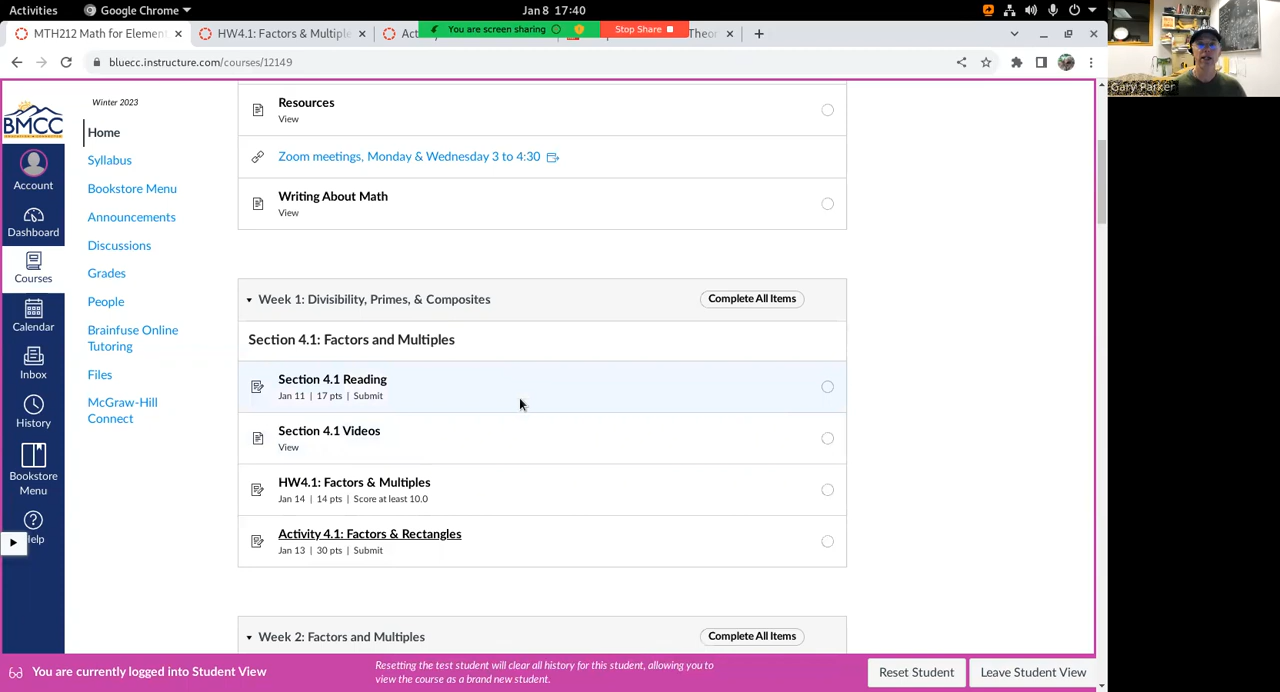 Activities
Google Chrome
Jan 8 17:40
MTH212 Math for Elemen
HW4.1: Factors & Multiple
Act
You are screen sharing
Stop Share
Theor
bluecc.instructure.com/courses/12149
Gary Parker
BMCC
Account
Dashboard
Courses
Calendar
Inbox
History
Bookstore
Menu
Help
Winter 2023
Home
Syllabus
Bookstore Menu
Announcements
Discussions
Grades
People
Brainfuse Online
Tutoring
Files
McGraw-Hill
Connect
Resources
View
Zoom meetings, Monday & Wednesday 3 to 4:30
Writing About Math
View
Week 1: Divisibility, Primes, & Composites
Complete All Items
Section 4.1: Factors and Multiples
Section 4.1 Reading
Jan 11 | 17 pts | Submit
Section 4.1 Videos
View
HW4.1: Factors & Multiples
Jan 14 | 14 pts | Score at least 10.0
Activity 4.1: Factors & Rectangles
Jan 13 | 30 pts | Submit
Week 2: Factors and Multiples
Complete All Items
You are currently logged into Student View
Resetting the test student will clear all history for this student, allowing you to
view the course as a brand new student.
Reset Student
Leave Student View